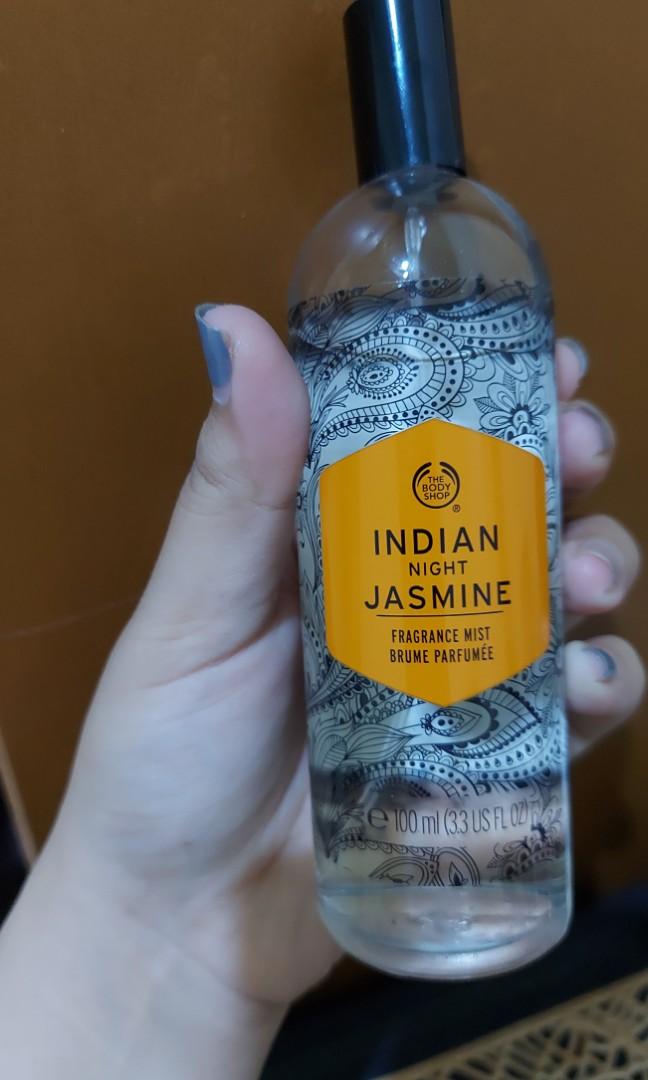 THE
BODY
SHOP
®
INDIAN
NIGHT
JASMINE
FRAGRANCE MIST
BRUME PARFUMÉE
e 100 ml (3.3 US FL OZ)